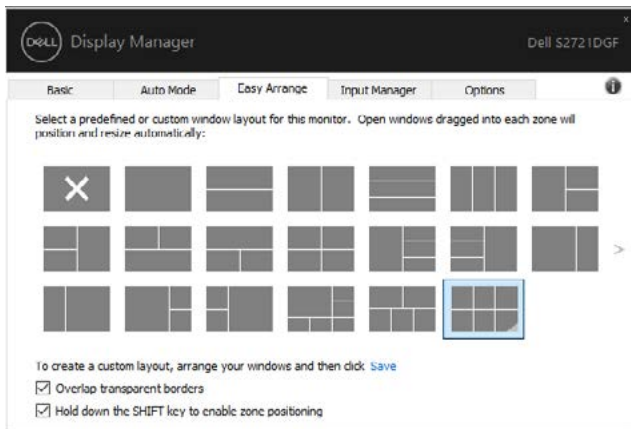 DELL Display Manager
Dell S2721DGF
Basic Auto Mode Easy Arrange Input Manager Options
Select a predefined or custom window layout for this monitor. Open windows dragged into each zone will
position and resize automatically:
To create a custom layout, arrange your windows and then click Save
Overlap transparent borders
Hold down the SHIFT key to enable zone positioning